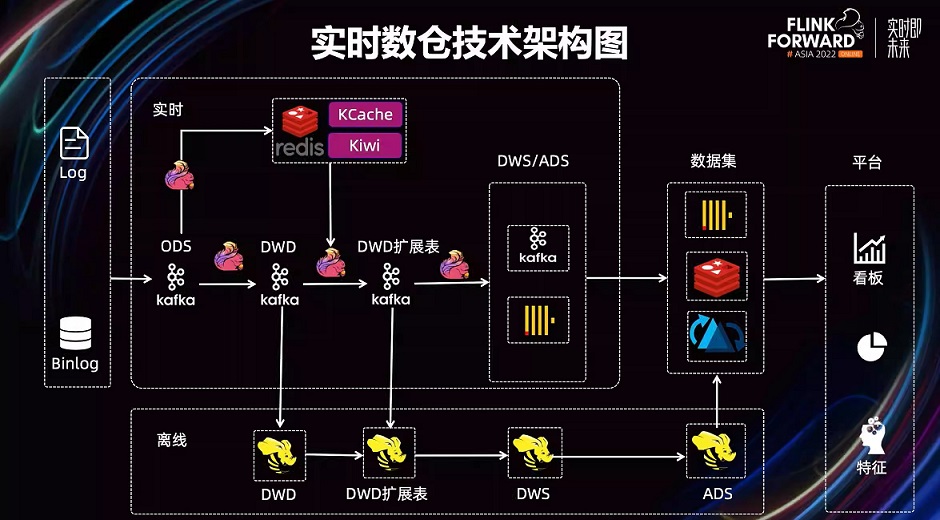 实时数仓技术架构图
FLINK
FORWARD
# ASIA 2022 ONLINE
实时即
未来
实时
redis
KCache
Kiwi
Log
Binlog
ODS
DWD
DWD扩展表
kafka
kafka
kafka
DWS/ADS
kafka
数据集
平台
看板
特征
离线
DWD
DWD扩展表
DWS
ADS